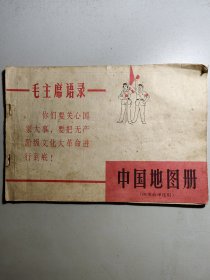 毛主席语录
你们要关心国
家大事，要把无产
阶级文化大革命进
行到底！
中国地图册